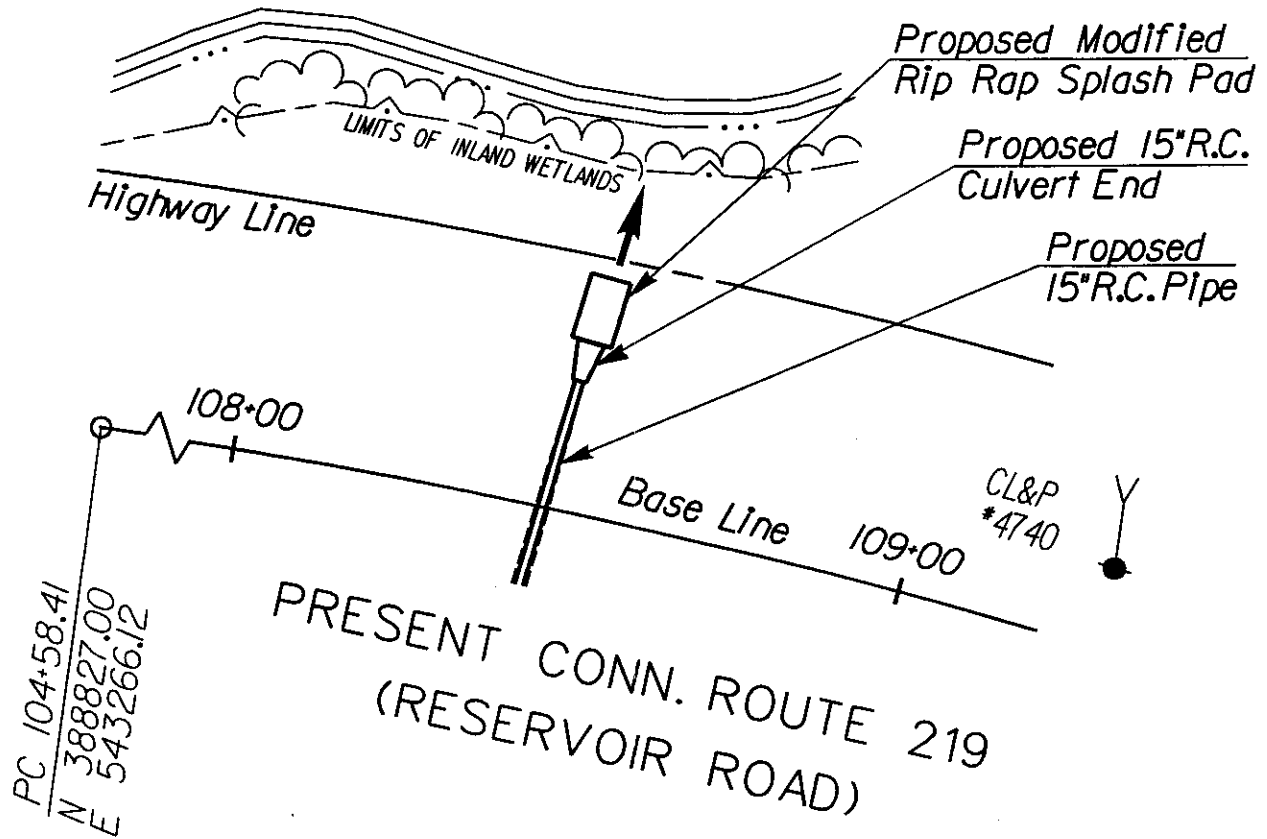 Proposed Modified
Rip Rap Splash Pad
Proposed 15"R.C.
Culvert End
Proposed
15"R.C.Pipe
LIMITS OF INLAND WETLANDS
Highway Line
108+00
Base Line
109+00
CL&P
#4740
PC 104+58.41
N 388827.00
E 543266.12
PRESENT CONN. ROUTE 219
(RESERVOIR ROAD)